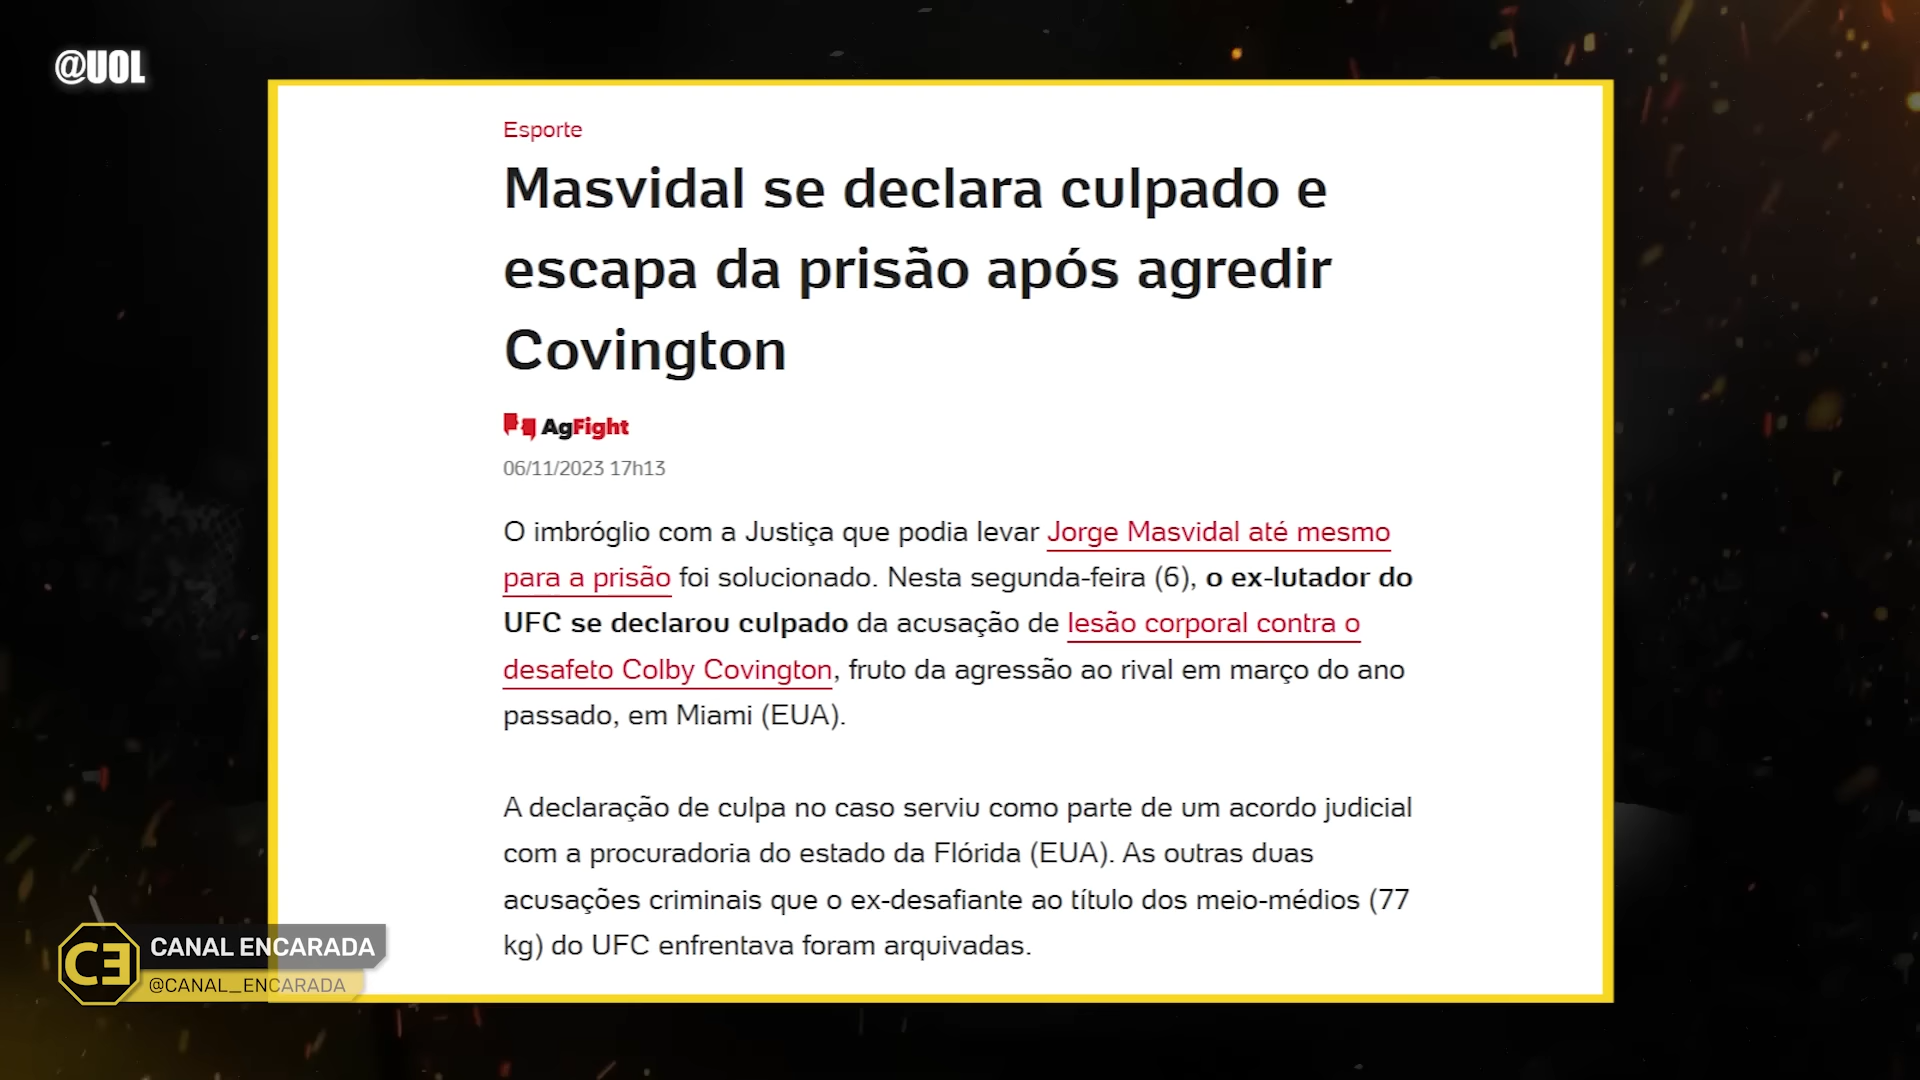 @UOL
Esporte
Masvidal se declara culpado e
escapa da prisão após agredir
Covington
AgFight
06/11/2023 17h13
O imbróglio com a Justiça que podia levar Jorge Masvidal até mesmo
para a prisão foi solucionado. Nesta segunda-feira (6), o ex-lutador do
UFC se declarou culpado da acusação de lesão corporal contra o
desafeto Colby Covington, fruto da agressão ao rival em março do ano
passado, em Miami (EUA).
A declaração de culpa no caso serviu como parte de um acordo judicial
com a procuradoria do estado da Flórida (EUA). As outras duas
acusações criminais que o ex-desafiante ao título dos meio-médios (77
kg) do UFC enfrentava foram arquivadas.
CE CANAL ENCARADA
@CANAL_ENCARADA